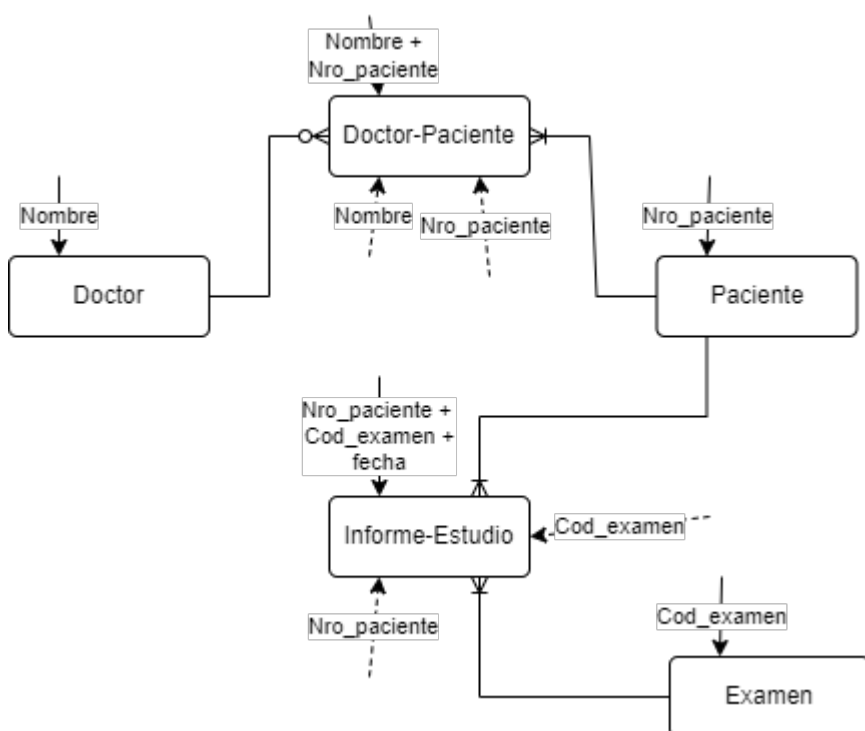 Nombre +
Nro_paciente
Doctor-Paciente
Nombre
Nombre
Nro_paciente
Nro_paciente
Doctor
Paciente
Nro_paciente +
Cod_examen +
fecha
Informe-Estudio
Cod_examen
Nro_paciente
Cod_examen
Examen